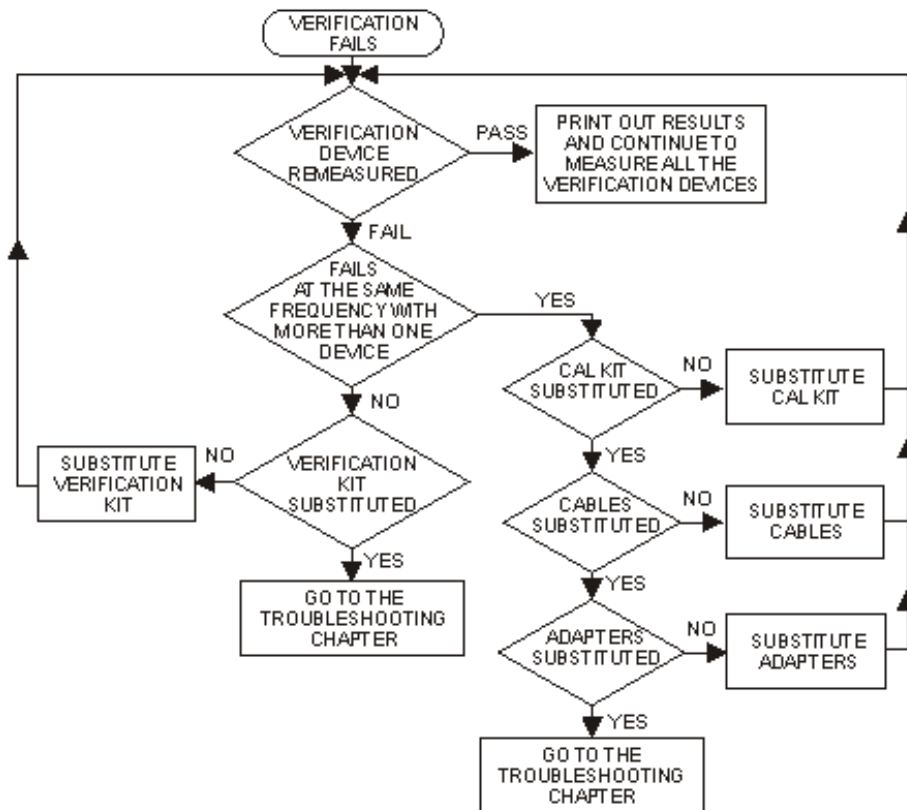 VERIFICATION
FAILS
VERIFICATION
DEVICE
REMEASURED
PASS
PRINT OUT RESULTS
AND CONTINUE TO
MEASURE ALL THE
VERIFICATION DEVICES
FAIL
FAILS
AT THE SAME
FREQUENCY WITH
MORE THAN ONE
DEVICE
YES
CAL KIT
SUBSTITUTED
NO
SUBSTITUTE
CAL KIT
NO
VERIFICATION
KIT
SUBSTITUTED
NO
SUBSTITUTE
VERIFICATION
KIT
YES
GO TO THE
TROUBLESHOOTING
CHAPTER
YES
CABLES
SUBSTITUTED
NO
SUBSTITUTE
CABLES
YES
ADAPTERS
SUBSTITUTED
NO
SUBSTITUTE
ADAPTERS
YES
GO TO THE
TROUBLESHOOTING
CHAPTER